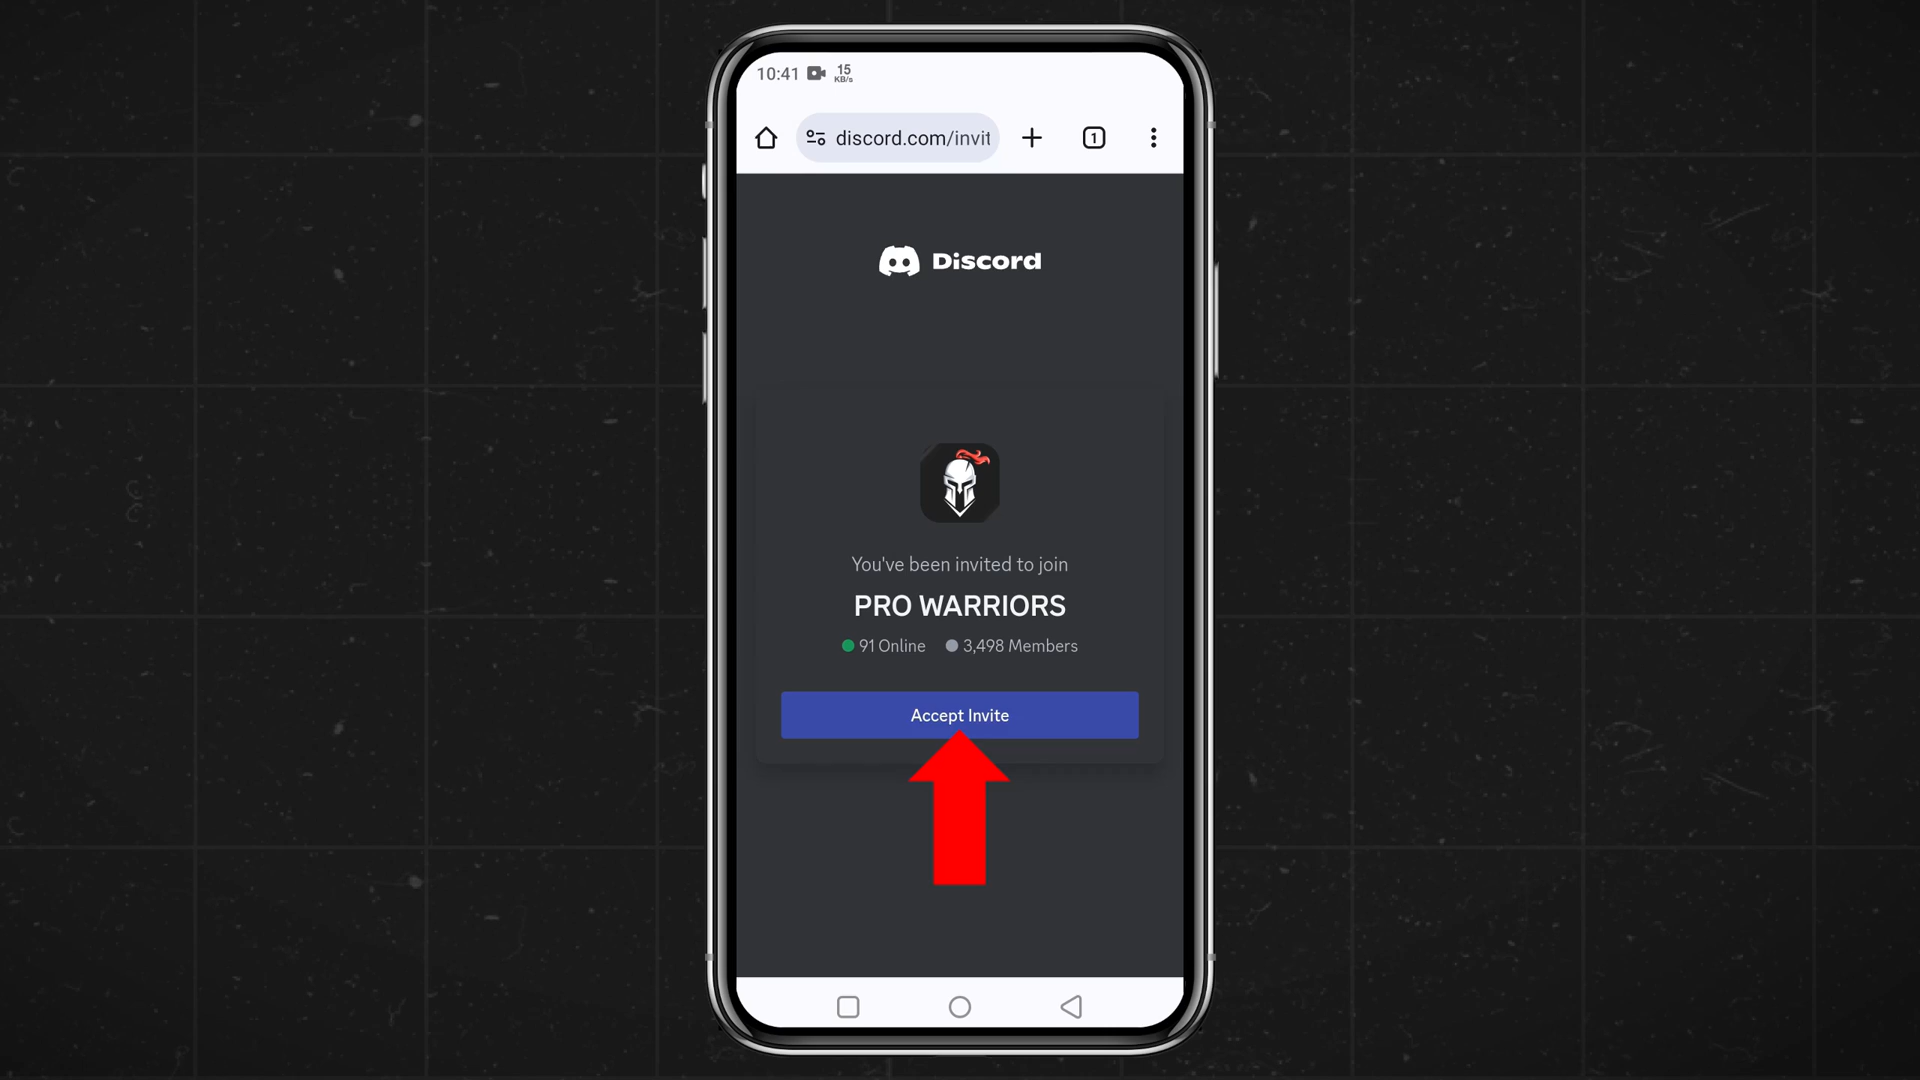 10:41 15 KB/s
discord.com/invit 1
Discord
You've been invited to join
PRO WARRIORS
91 Online 3,498 Members
Accept Invite